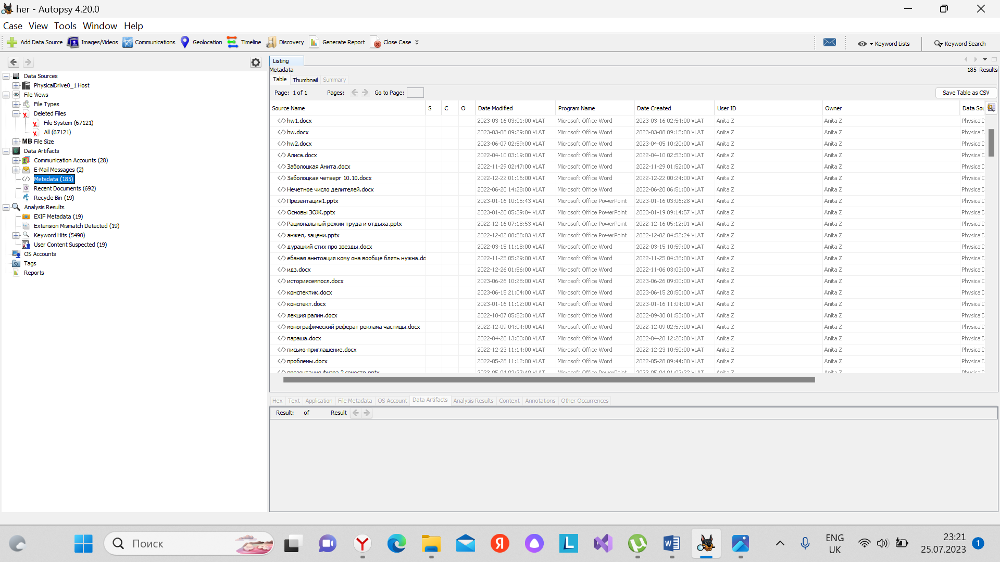 her - Autopsy 4.20.0
Case View Tools Window Help
Add Data Source Images/Videos Communications Geolocation Timeline Discovery Generate Report Close Case Keyword Lists Keyword Search
Data Sources
PhysicalDrive0_1 Host
File Views
File Types
Deleted Files
File System (67121)
All (67121)
MB File Size
Data Artifacts
Communication Accounts (28)
E-Mail Messages (2)
Metadata (185)
Recent Documents (692)
Recycle Bin (19)
Analysis Results
EXIF Metadata (19)
Extension Mismatch Detected (19)
Keyword Hits (5490)
User Content Suspected (19)
OS Accounts
Tags
Reports
Listing
Metadata 185 Results
Table Thumbnail Summary
Page: 1 of 1 Pages: Go to Page: Save Table as CSV
Source Name S C O Date Modified Program Name Date Created User ID Owner Data Sou
hw1.docx 2023-03-16 03:01:00 VLAT Microsoft Office Word 2023-03-16 02:54:00 VLAT Anita Z Anita Z PhysicalD
hw.docx 2023-03-08 09:29:00 VLAT Microsoft Office Word 2023-03-08 09:15:00 VLAT Anita Z Anita Z PhysicalD
hw2.docx 2023-06-07 02:59:00 VLAT Microsoft Office Word 2023-04-05 10:20:00 VLAT Anita Z Anita Z PhysicalD
Алиса.docx 2022-04-10 03:19:00 VLAT Microsoft Office Word 2022-04-10 02:53:00 VLAT Anita Z Anita Z PhysicalD
Заболоцкая Анита.docx 2022-11-29 02:47:00 VLAT Microsoft Office Word 2022-11-29 01:52:00 VLAT Anita Z Anita Z PhysicalD
Заболоцкая четверг 10.10.docx 2022-12-22 01:16:00 VLAT Microsoft Office Word 2022-12-22 00:24:00 VLAT Anita Z Anita Z PhysicalD
Нечетное число делителей.docx 2022-06-20 14:28:00 VLAT Microsoft Office Word 2022-06-20 06:51:00 VLAT Anita Z Anita Z PhysicalD
Презентация1.pptx 2023-01-16 10:15:43 VLAT Microsoft Office PowerPoint 2023-01-16 03:06:28 VLAT Anita Z Anita Z PhysicalD
Основы ЗОЖ.pptx 2023-01-20 05:39:04 VLAT Microsoft Office PowerPoint 2023-01-19 09:14:57 VLAT Anita Z Anita Z PhysicalD
Рациональный режим труда и отдыха.pptx 2022-12-16 07:18:53 VLAT Microsoft Office PowerPoint 2022-12-16 05:12:01 VLAT Anita Z Anita Z PhysicalD
анжел, зацени.pptx 2022-12-02 08:58:03 VLAT Microsoft Office PowerPoint 2022-12-02 04:52:24 VLAT Anita Z Anita Z PhysicalD
дурацкий стих про звезды.docx 2022-03-15 11:18:00 VLAT Microsoft Office Word 2022-03-15 10:59:00 VLAT Anita Z Anita Z PhysicalD
ебаная аннтоация кому она вообще блять нужна.do 2022-11-25 05:29:00 VLAT Microsoft Office Word 2022-11-25 04:36:00 VLAT Anita Z Anita Z PhysicalD
идз.docx 2022-12-26 01:56:00 VLAT Microsoft Office Word 2022-11-06 03:03:00 VLAT Anita Z Anita Z PhysicalD
историясемпосл.docx 2023-06-26 10:28:00 VLAT Microsoft Office Word 2023-06-26 09:00:00 VLAT Anita Z Anita Z PhysicalD
конспектик.docx 2023-06-15 21:04:00 VLAT Microsoft Office Word 2023-06-15 20:50:00 VLAT Anita Z Anita Z PhysicalD
конспект.docx 2023-01-16 11:12:00 VLAT Microsoft Office Word 2023-01-16 11:04:00 VLAT Anita Z Anita Z PhysicalD
лекция ралин.docx 2022-10-07 05:52:00 VLAT Microsoft Office Word 2022-09-30 01:53:00 VLAT Anita Z Anita Z PhysicalD
монографический реферат реклама частицы.docx 2022-12-09 04:04:00 VLAT Microsoft Office Word 2022-12-09 02:57:00 VLAT Anita Z Anita Z PhysicalD
параша.docx 2022-04-20 13:03:00 VLAT Microsoft Office Word 2022-04-20 12:20:00 VLAT Anita Z Anita Z PhysicalD
письмо-приглашение.docx 2022-12-23 11:14:00 VLAT Microsoft Office Word 2022-12-23 10:50:00 VLAT Anita Z Anita Z PhysicalD
проблемы.docx 2022-05-28 11:12:00 VLAT Microsoft Office Word 2022-05-28 09:44:00 VLAT Anita Z Anita Z PhysicalD
Hex Text Application File Metadata OS Account Data Artifacts Analysis Results Context Annotations Other Occurrences
Result: of Result
Поиск
ENG
UK
23:21
25.07.2023
1